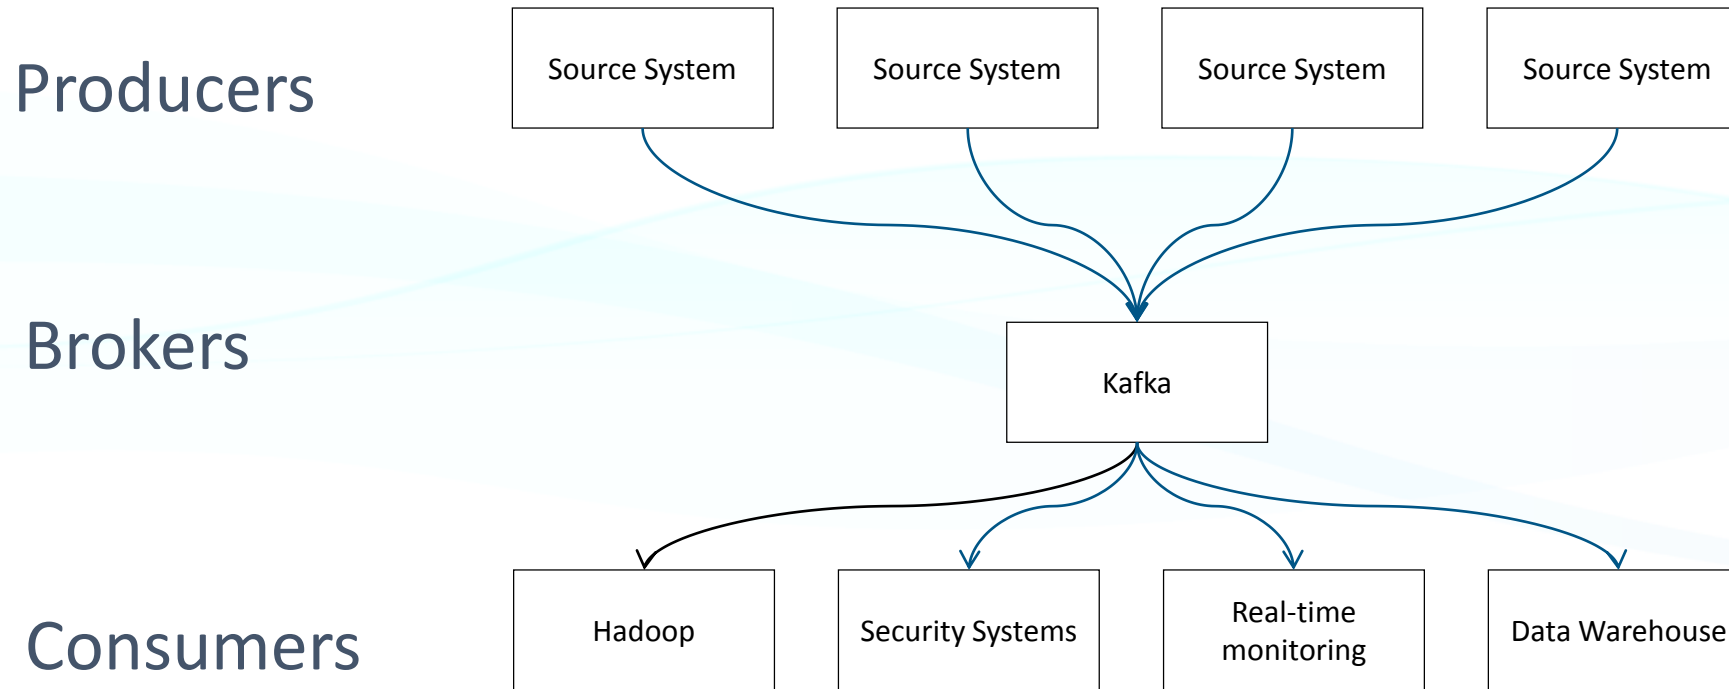 Producers
Source System
Source System
Source System
Source System
Brokers
Kafka
Consumers
Hadoop
Security Systems
Real-time
monitoring
Data Warehouse